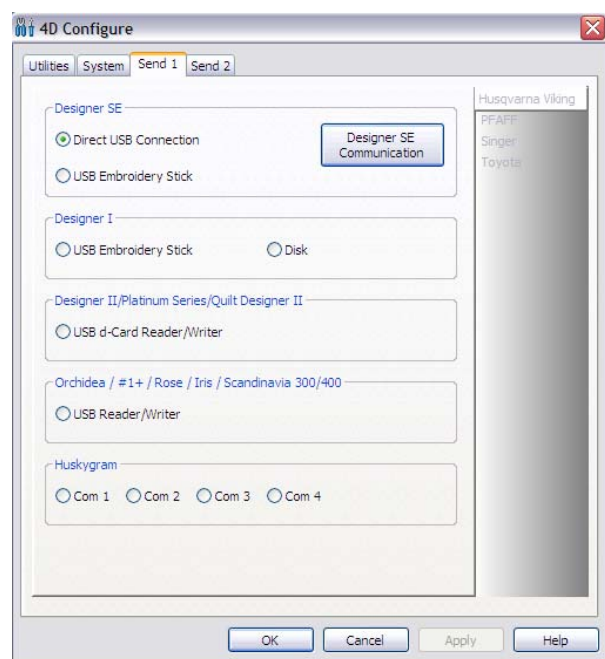 4D Configure
Utilities System Send 1 Send 2
Husqvarna Viking
PFAFF
Singer
Toyota
Designer SE
Direct USB Connection
Designer SE
Communication
USB Embroidery Stick
Designer I
USB Embroidery Stick Disk
Designer II/Platinum Series/Quilt Designer II
USB d-Card Reader/Writer
Orchidea / #1+ / Rose / Iris / Scandinavia 300/400
USB Reader/Writer
Huskygram
Com 1 Com 2 Com 3 Com 4
OK Cancel Apply Help